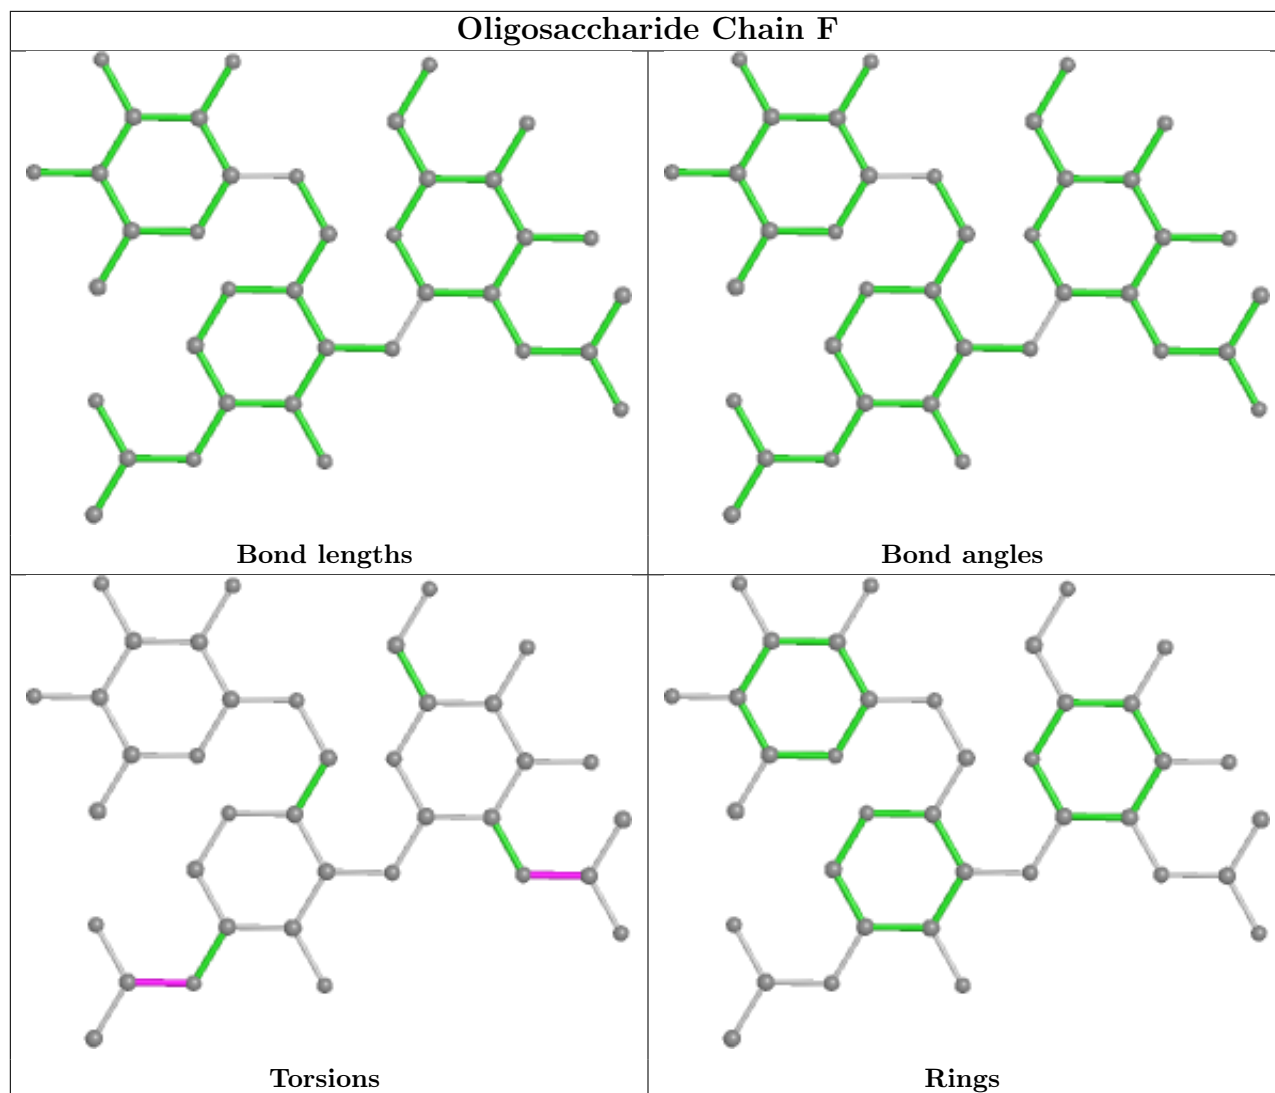 Oligosaccharide Chain F
Bond lengths
Bond angles
Torsions
Rings